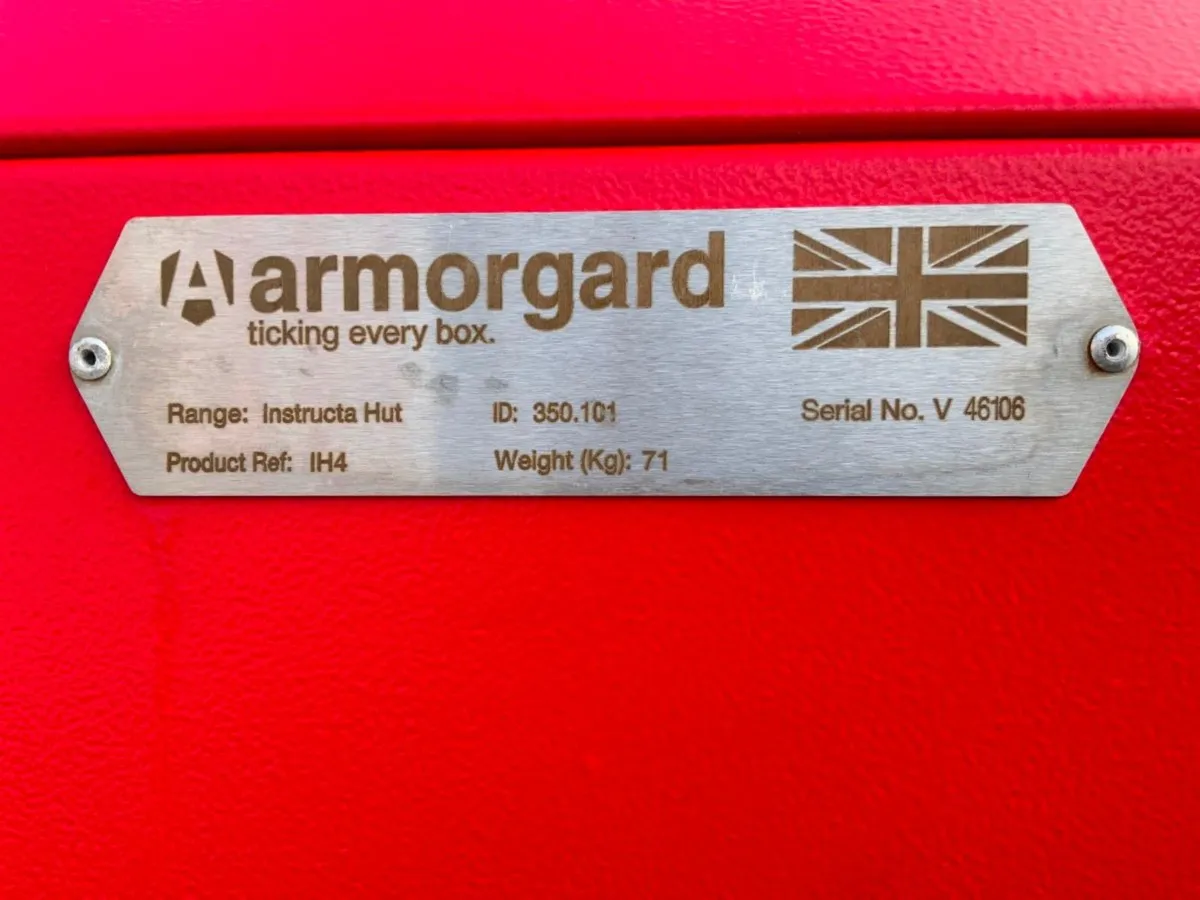 armorgard
ticking every box.
Range: Instructa Hut ID: 350.101 Serial No. V 46106
Product Ref: IH4 Weight (Kg): 71